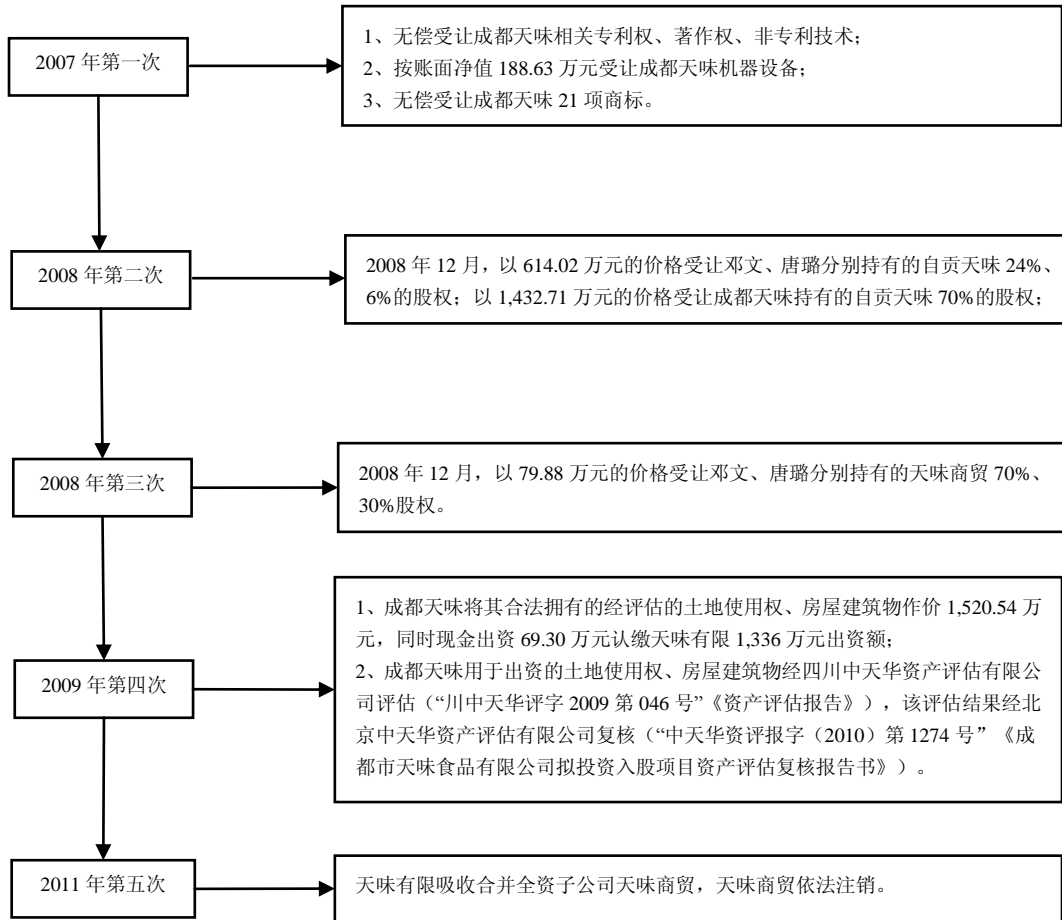 2007 年第一次
1、无偿受让成都天味相关专利权、著作权、非专利技术；
2、按账面净值 188.63 万元受让成都天味机器设备；
3、无偿受让成都天味 21 项商标。
2008 年第二次
2008 年 12 月，以 614.02 万元的价格受让邓文、唐璐分别持有的自贡天味 24%、
6%的股权；以 1,432.71 万元的价格受让成都天味持有的自贡天味 70%的股权；
2008 年第三次
2008 年 12 月，以 79.88 万元的价格受让邓文、唐璐分别持有的天味商贸 70%、
30%股权。
2009 年第四次
1、成都天味将其合法拥有的经评估的土地使用权、房屋建筑物作价 1,520.54 万
元，同时现金出资 69.30 万元认缴天味有限 1,336 万元出资额；
2、成都天味用于出资的土地使用权、房屋建筑物经四川中天华资产评估有限公
司评估（“川中天华评字 2009 第 046 号”《资产评估报告》），该评估结果经北
京中天华资产评估有限公司复核（“中天华资评报字（2010）第 1274 号”《成
都市天味食品有限公司拟投资入股项目资产评估复核报告书》）。
2011 年第五次
天味有限吸收合并全资子公司天味商贸，天味商贸依法注销。